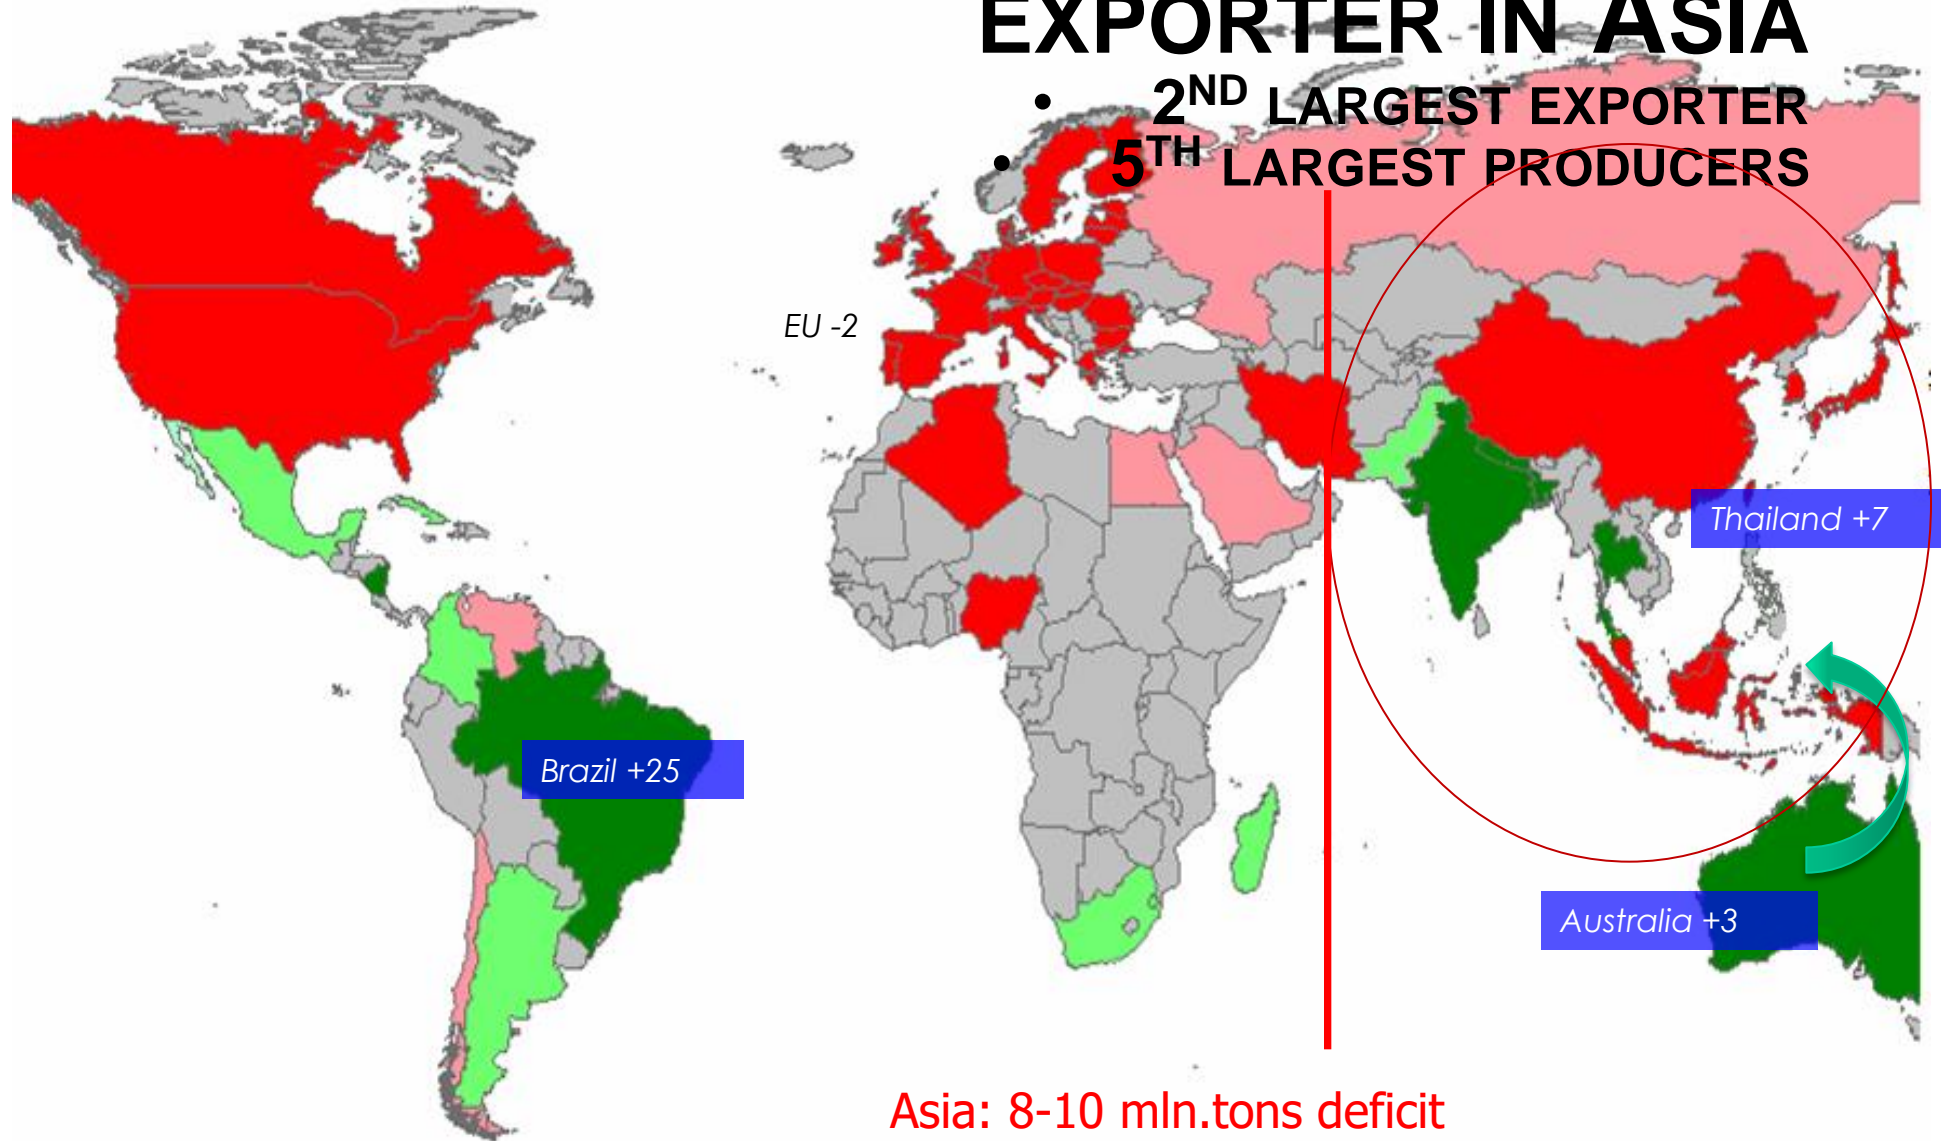 EXPORTER IN ASIA
• 2ND LARGEST EXPORTER
• 5TH LARGEST PRODUCERS
EU -2
Thailand +7
Brazil +25
Australia +3
Asia: 8-10 mln.tons deficit